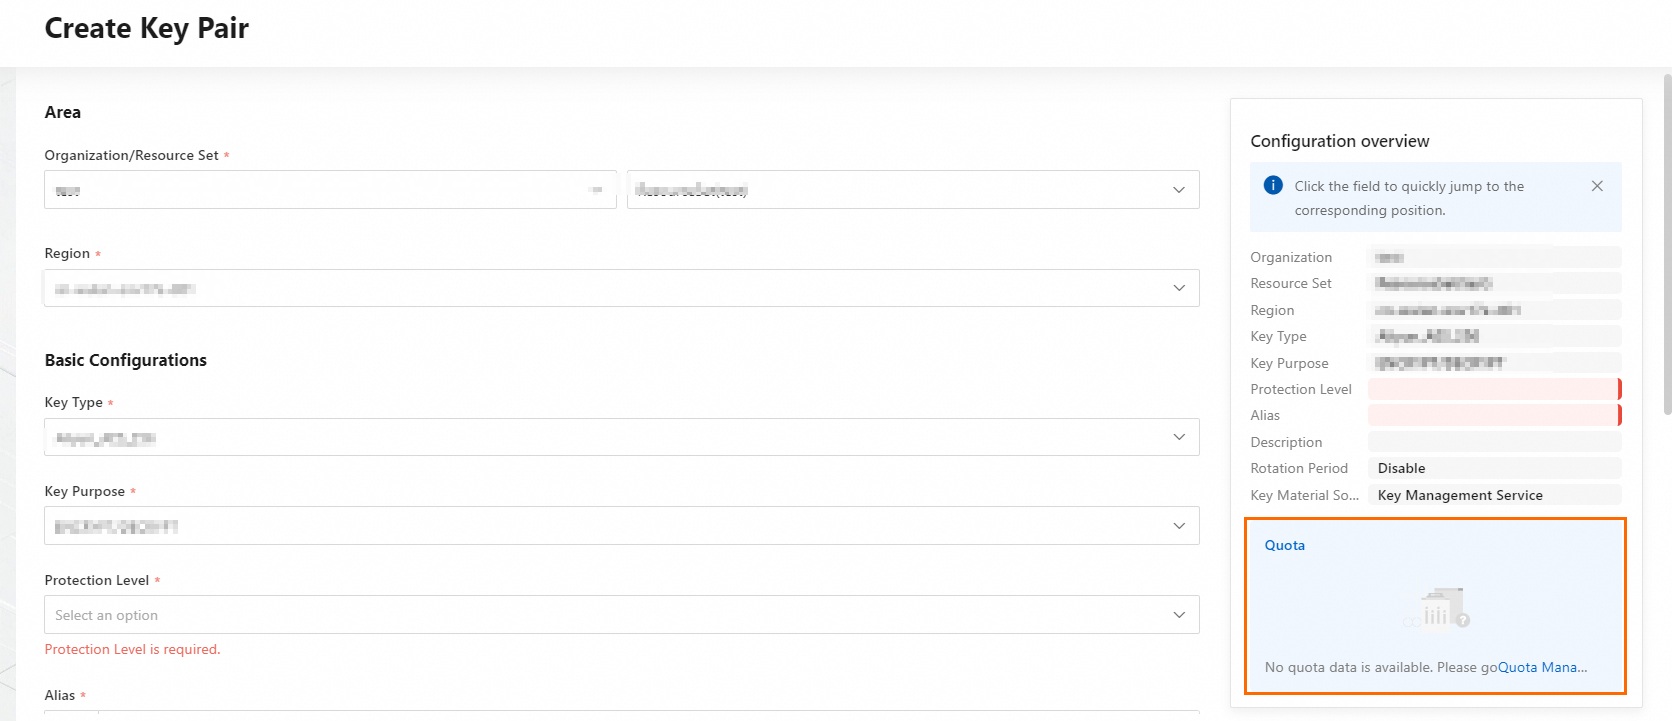 Create Key Pair
Area
Organization/Resource Set *
Region *
Basic Configurations
Key Type *
Key Purpose *
Protection Level *
Select an option
Protection Level is required.
Alias *
Configuration overview
Click the field to quickly jump to the
corresponding position.
Organization
Resource Set
Region
Key Type
Key Purpose
Protection Level
Alias
Description
Rotation Period Disable
Key Material So... Key Management Service
Quota
No quota data is available. Please goQuota Mana...